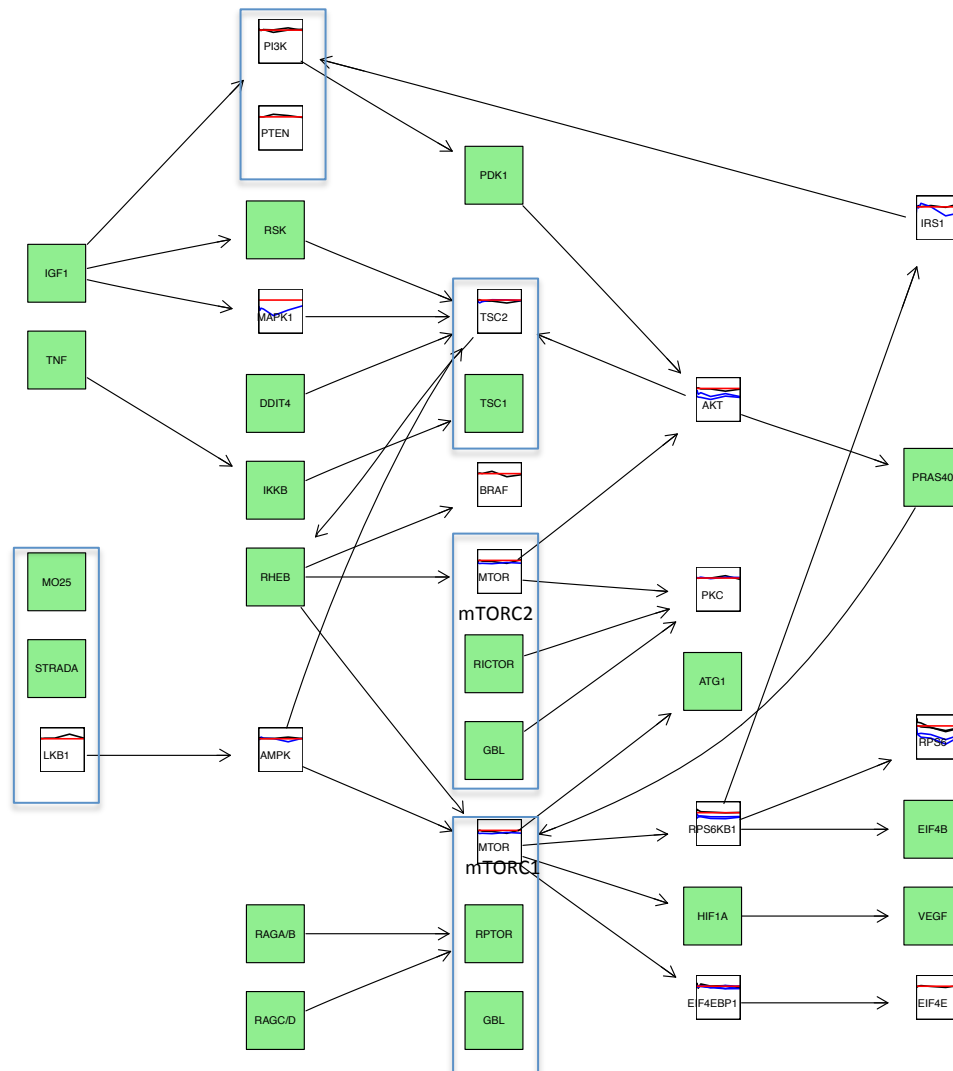 PI3K
PTEN
PDK1
IRS1
RSK
IGF1
MAPK1
TSC2
TNF
DDIT4
TSC1
AKT
IKKB
BRAF
PRAS40
MO25
RHEB
MTOR
PKC
mTORC2
STRADA
RICTOR
ATG1
LKB1
AMPK
GBL
RPS6
MTOR
RPS6KB1
EIF4B
mTORC1
RAGA/B
RPTOR
HIF1A
VEGF
RAGC/D
GBL
EIF4EBP1
EIF4E